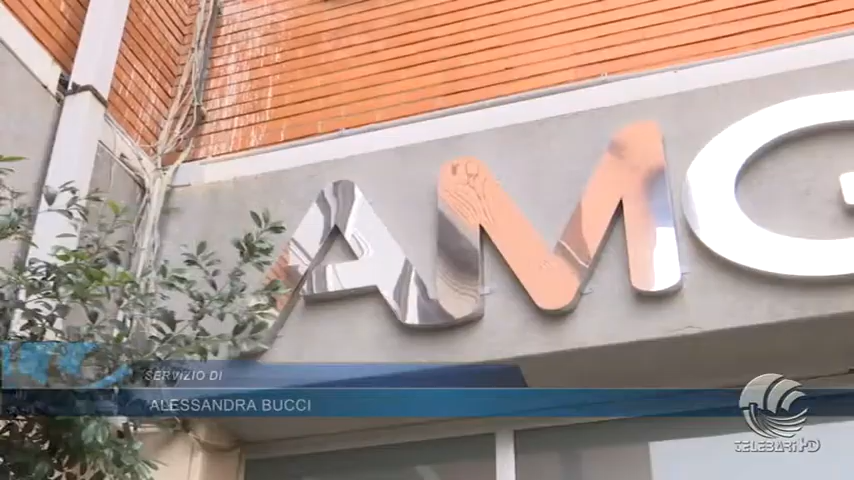 AMG
SERVIZIO DI
ALESSANDRA BUCCI
TELEBARI HD